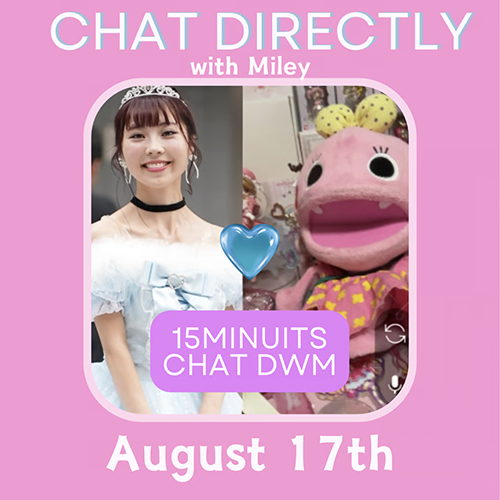 CHAT DIRECTLY
with Miley
15MINUITS
CHAT DWM
August 17th